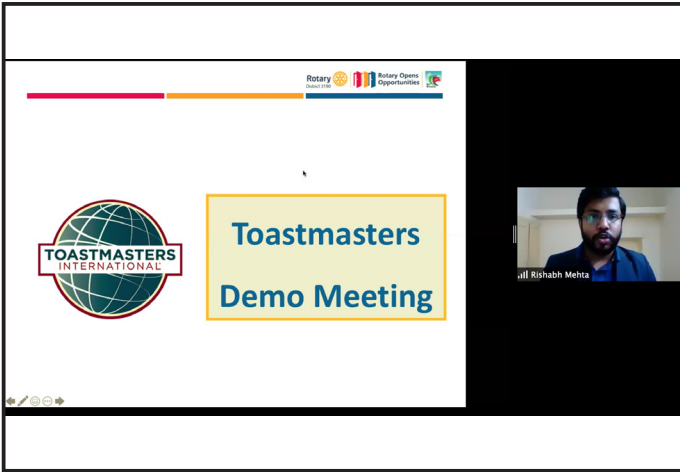 Rotary
District 3190
Rotary Opens
Opportunities
TOASTMASTERS
INTERNATIONAL
Toastmasters
Demo Meeting
Rishabh Mehta